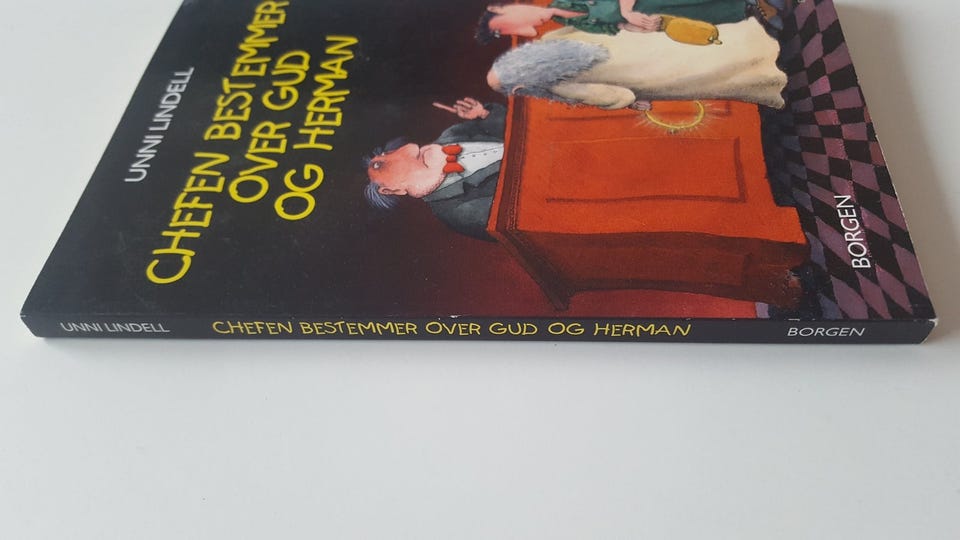 UNNI LINDELL
CHEFEN BESTEMMER
OVER GUD
OG HERMAN
BORGEN
UNNI LINDELL CHEFEN BESTEMMER OVER GUD OG HERMAN BORGEN